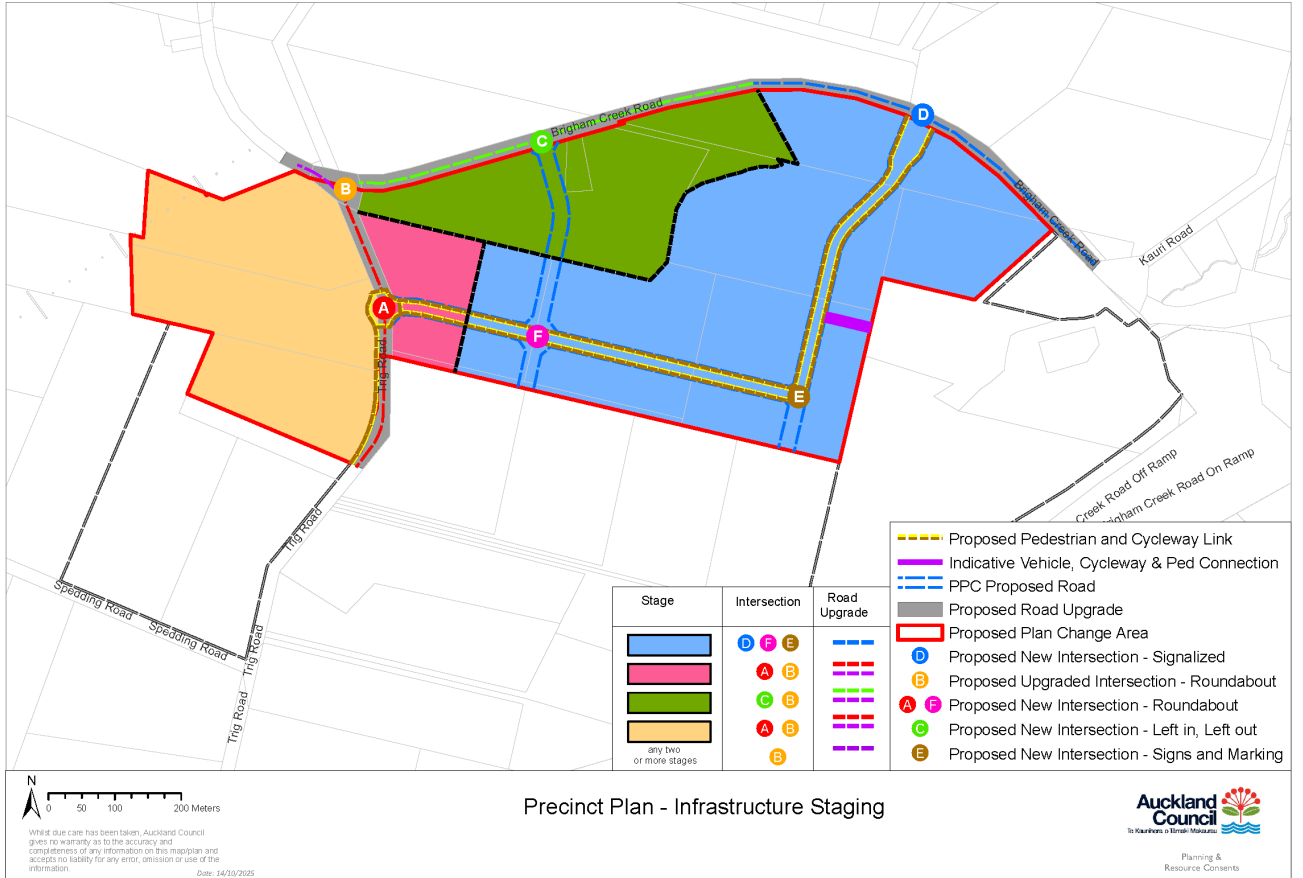 Brigham Creek Road
D
C
B
Brigham Creek Road
Kauri Road
A
F
Trig Road
E
Creek Road Off Ramp
Brigham Creek Road On Ramp
Trig Road
Spedding Road
Spedding Road
Trig Road
Trig Road
Stage
Intersection
Road
Upgrade
D F E
A B
C B
A B
any two
or more stages
B
Proposed Pedestrian and Cycleway Link
Indicative Vehicle, Cycleway & Ped Connection
PPC Proposed Road
Proposed Road Upgrade
Proposed Plan Change Area
D Proposed New Intersection - Signalized
B Proposed Upgraded Intersection - Roundabout
A F Proposed New Intersection - Roundabout
C Proposed New Intersection - Left in, Left out
E Proposed New Intersection - Signs and Marking
N
0 50 100 200 Meters
Whilst due care has been taken, Auckland Council
gives no warranty as to the accuracy and
completeness of any information on this map/plan and
accepts no liability for any error, omission or use of the
information.
Date: 14/10/2025
Precinct Plan - Infrastructure Staging
Auckland
Council
Te Kaunihera o Tāmaki Makaurau
Planning &
Resource Consents